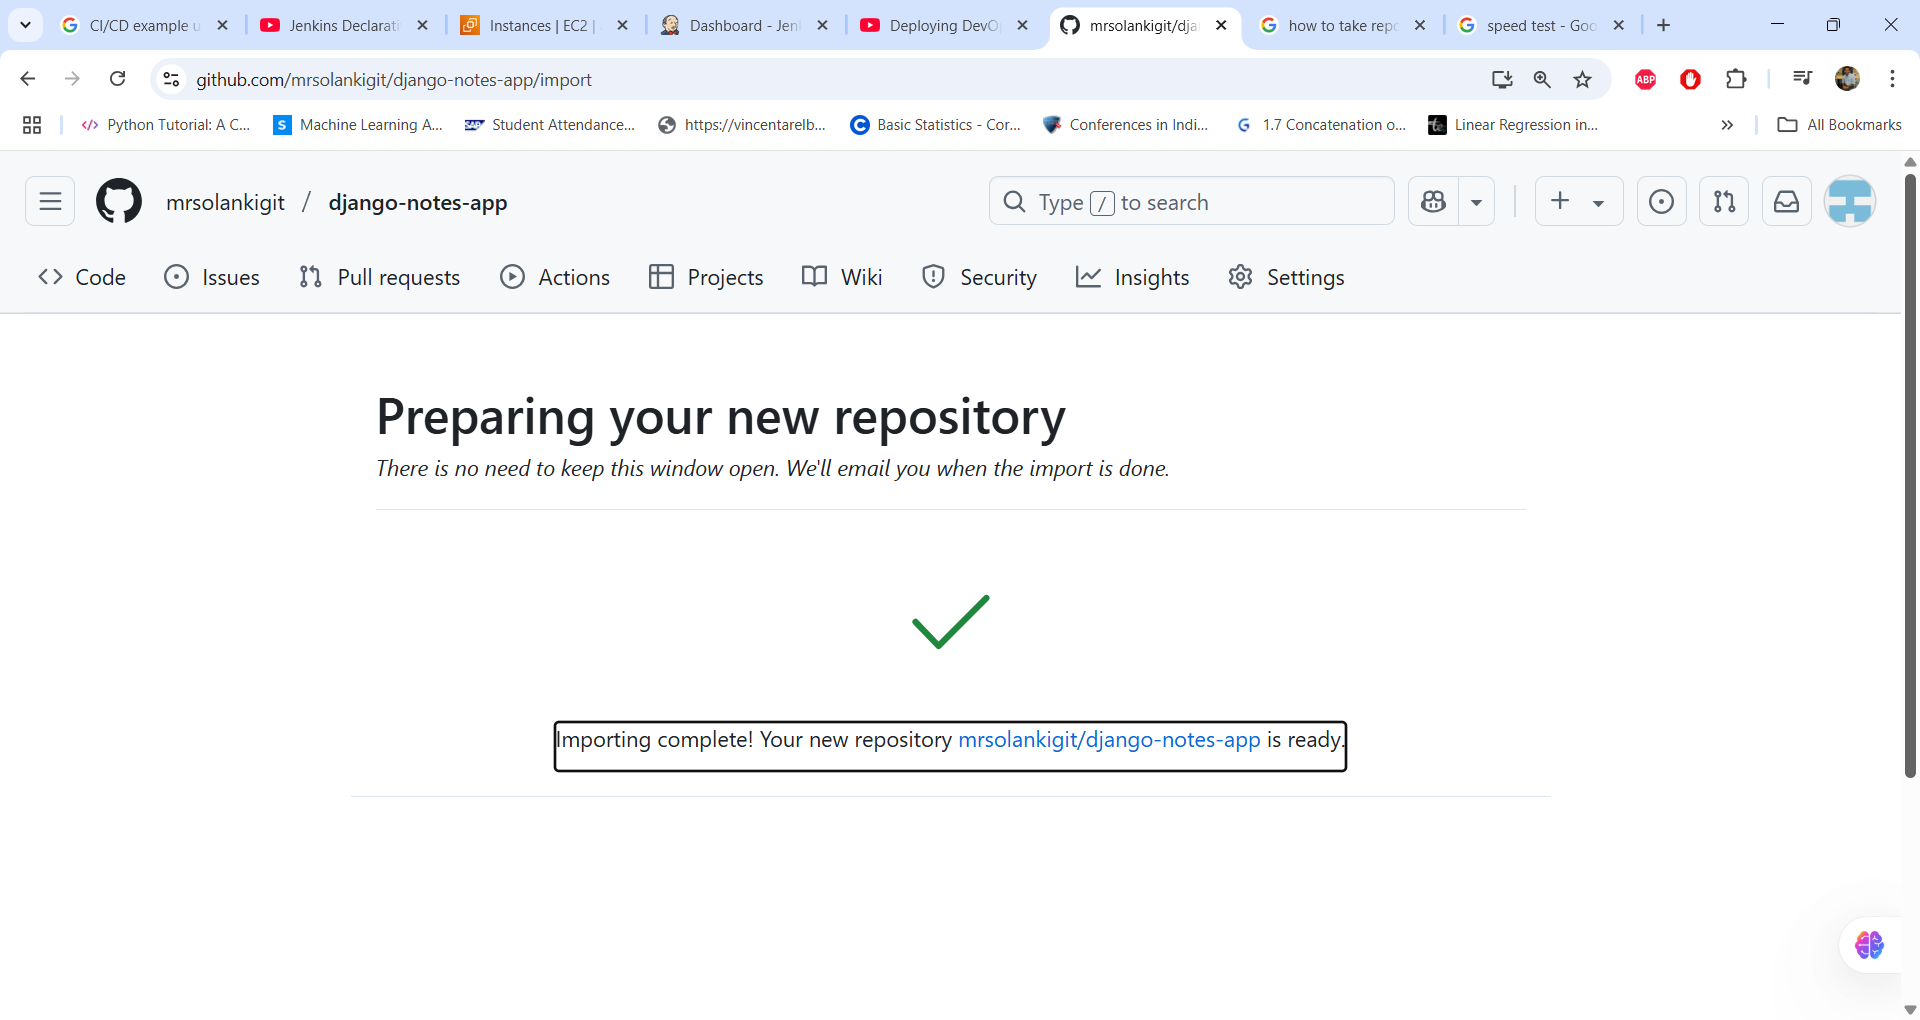 CI/CD example u
Jenkins Declarati
Instances | EC2 |
Dashboard - Jenk
Deploying DevO
mrsolankigit/dja
how to take repo
speed test - Goo
github.com/mrsolankigit/django-notes-app/import
ABP
Python Tutorial: A C...
Machine Learning A...
Student Attendance...
https://vincentarelb...
Basic Statistics - Cor...
Conferences in Indi...
1.7 Concatenation o...
Linear Regression in...
All Bookmarks
mrsolankigit / django-notes-app
Type / to search
Code
Issues
Pull requests
Actions
Projects
Wiki
Security
Insights
Settings
Preparing your new repository
There is no need to keep this window open. We'll email you when the import is done.
Importing complete! Your new repository mrsolankigit/django-notes-app is ready.